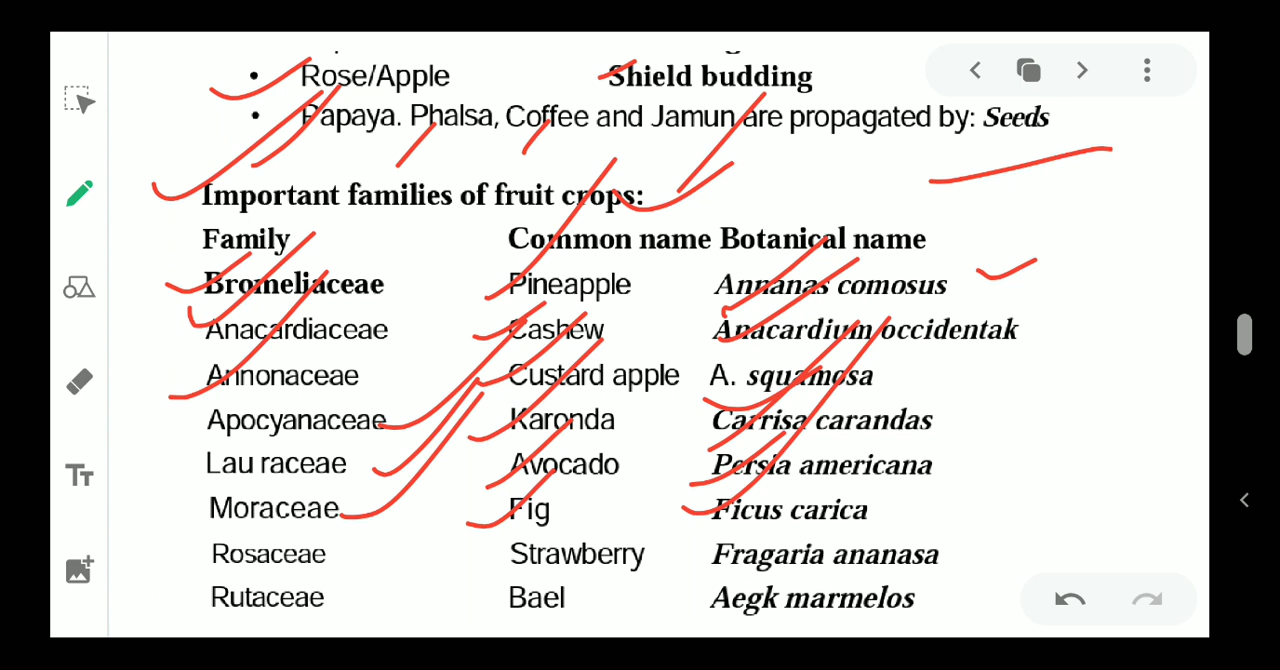 • Rose/Apple Shield budding
• Papaya. Phalsa, Coffee and Jamun are propagated by: Seeds
Important families of fruit crops:
Family Common name Botanical name
Bromeliaceae Pineapple Annanas comosus
Anacardiaceae Cashew Anacardium occidentak
Annonaceae Custard apple A. squamosa
Apocyanaceae Karonda Carrisa carandas
Lau raceae Avocado Persia americana
Moraceae Fig Ficus carica
Rosaceae Strawberry Fragaria ananasa
Rutaceae Bael Aegk marmelos